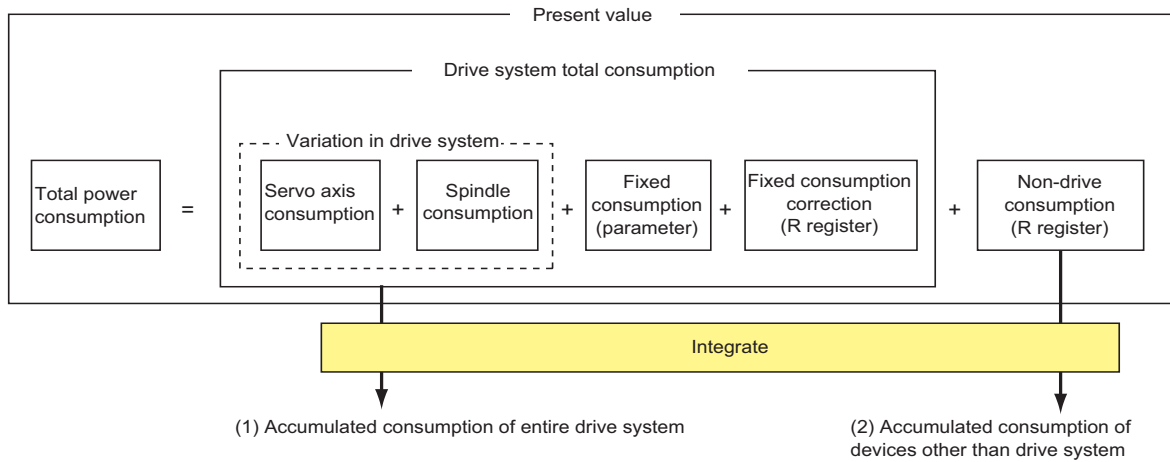 Present value
Drive system total consumption
Variation in drive system
Total power
consumption
=
Servo axis
consumption
+
Spindle
consumption
+
Fixed
consumption
(parameter)
+
Fixed consumption
correction
(R register)
+
Non-drive
consumption
(R register)
Integrate
(1) Accumulated consumption of entire drive system
(2) Accumulated consumption of
devices other than drive system